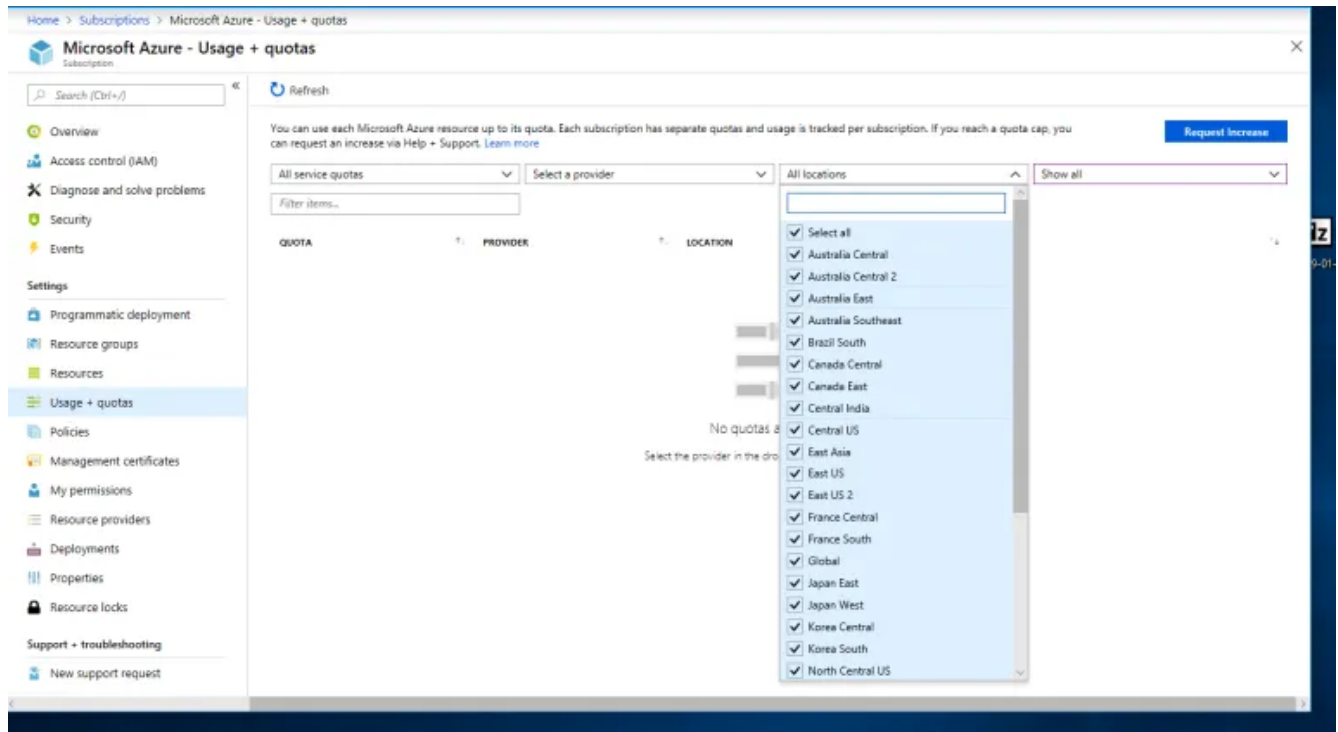 Home > Subscriptions > Microsoft Azure - Usage + quotas
Microsoft Azure - Usage + quotas
Subscription
Search (Ctrl+/)
Overview
Access control (IAM)
Diagnose and solve problems
Security
Events
Settings
Programmatic deployment
Resource groups
Resources
Usage + quotas
Policies
Management certificates
My permissions
Resource providers
Deployments
Properties
Resource locks
Support + troubleshooting
New support request
Refresh
You can use each Microsoft Azure resource up to its quota. Each subscription has separate quotas and usage is tracked per subscription. If you reach a quota cap, you
can request an increase via Help + Support. Learn more
Request Increase
All service quotas
Select a provider
All locations
Show all
Filter items...
QUOTA PROVIDER LOCATION
No quotas a
Select the provider in the dro
Select all
Australia Central
Australia Central 2
Australia East
Australia Southeast
Brazil South
Canada Central
Canada East
Central India
Central US
East Asia
East US
East US 2
France Central
France South
Global
Japan East
Japan West
Korea Central
Korea South
North Central US
lz
9-01-